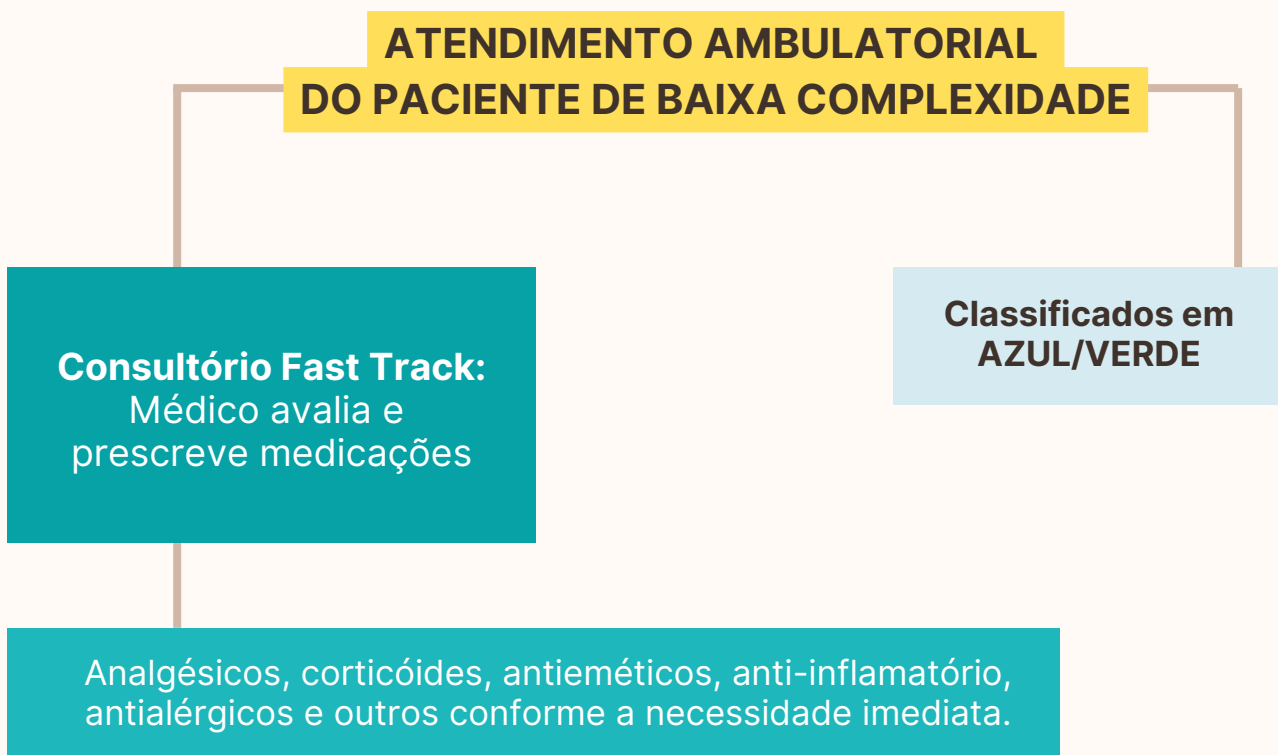 ATENDIMENTO AMBULATORIAL
DO PACIENTE DE BAIXA COMPLEXIDADE
Consultório Fast Track:
Médico avalia e
prescreve medicações
Classificados em
AZUL/VERDE
Analgésicos, corticóides, antieméticos, anti-inflamatório,
antialérgicos e outros conforme a necessidade imediata.